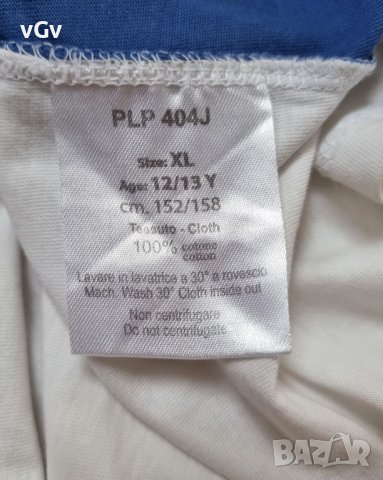 vGv
PLP 404J
Size: XL
Age: 12/13 Y
cm. 152/158
Tessuto - Cloth
100% cotone
cotton
Lavare in lavatrice a 30° a rovescio
Mach. Wash 30° Cloth inside out
Non centrifugare
Do not centrifugate
BAZAR